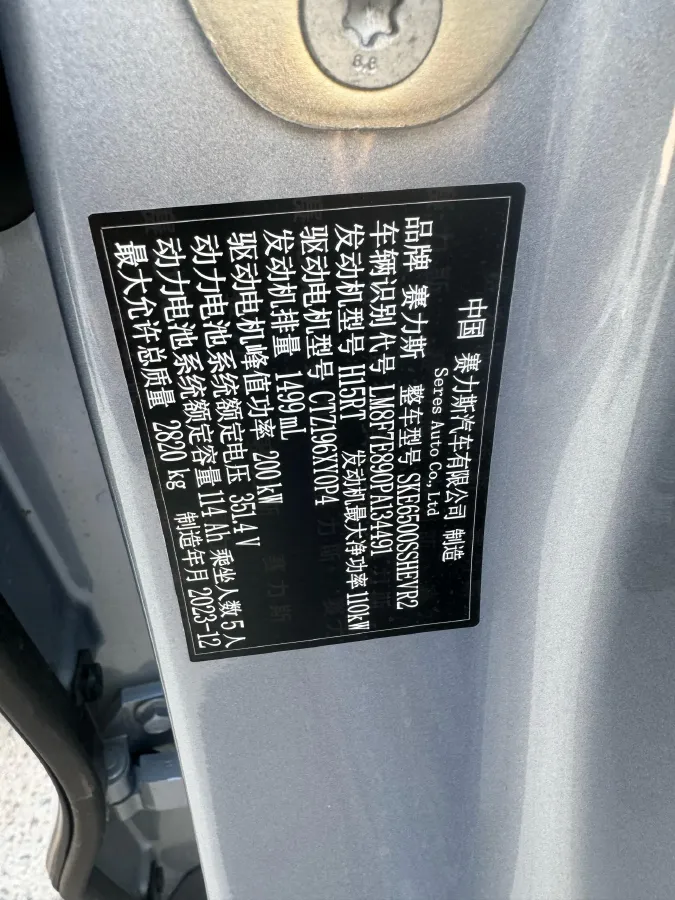 8.8
中国 赛力斯汽车有限公司 制造
Seres Auto Co., Ltd
品牌 赛力斯 整车型号 SKE6500SSHEVR2
车辆识别代号 LM8F7E890PA134491
发动机型号 H15RT 发动机最大净功率 110kW
驱动电机型号 CTZ196XY0P4
发动机排量 1499mL
驱动电机峰值功率 200kW
动力电池系统额定电压 351.4 V
动力电池系统额定容量 114 Ah 乘坐人数 5 人
最大允许总质量 2820 kg 制造年月 2023-12